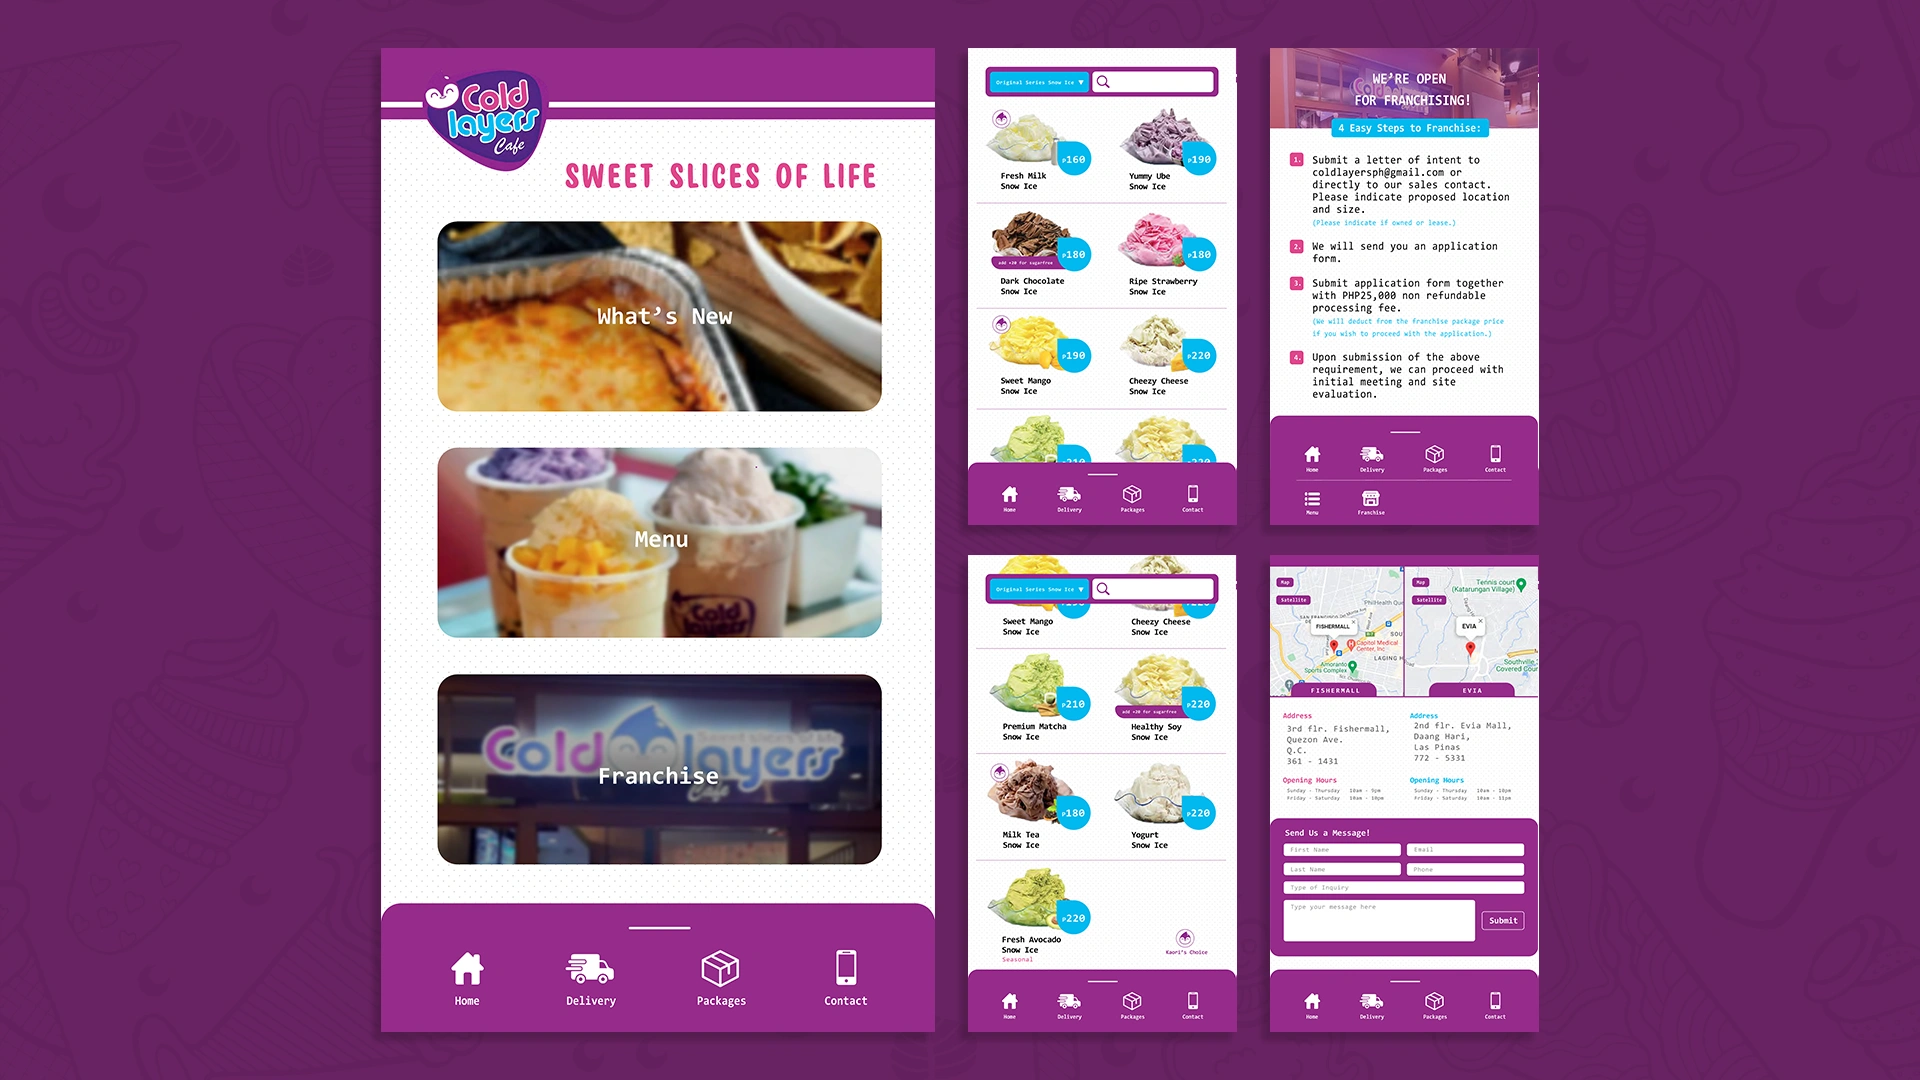 Cold
layers
Cafe
SWEET SLICES OF LIFE
What's New
Menu
Cold
layers
Cold layers
Cafe
Franchise
Home
Delivery
Packages
Contact
Original Series Snow Ice
₱160
₱190
Fresh Milk
Snow Ice
Yummy Ube
Snow Ice
add +20 for sugarfree
₱180
₱180
Dark Chocolate
Snow Ice
Ripe Strawberry
Snow Ice
₱190
₱220
Sweet Mango
Snow Ice
Cheezy Cheese
Snow Ice
₱210
₱220
Home
Delivery
Packages
Contact
WE'RE OPEN
FOR FRANCHISING!
4 Easy Steps to Franchise:
1. Submit a letter of intent to
coldlayersph@gmail.com or
directly to our sales contact.
Please indicate proposed location
and size.
(Please indicate if owned or lease.)
2. We will send you an application
form.
3. Submit application form together
with PHP25,000 non refundable
processing fee.
(We will deduct from the franchise package price
if you wish to proceed with the application.)
4. Upon submission of the above
requirement, we can proceed with
initial meeting and site
evaluation.
Home
Delivery
Packages
Contact
Menu
Franchise
Original Series Snow Ice
Sweet Mango
Snow Ice
Cheezy Cheese
Snow Ice
₱210
add +20 for sugarfree
₱220
Premium Matcha
Snow Ice
Healthy Soy
Snow Ice
₱180
₱220
Milk Tea
Snow Ice
Yogurt
Snow Ice
₱220
Fresh Avocado
Snow Ice
Seasonal
Kaori's Choice
Home
Delivery
Packages
Contact
Map
Satellite
PhilHealth Que
FISHERMALL
Capitol Medical
Center, Inc
SOU
LAGING H
Amoranto
Sports Complex
FISHERMALL
Map
Satellite
Tennis court
(Katarungan Village)
Daang
EVIA
Southville
Covered Cour
EVIA
Address
3rd flr. Fishermall,
Quezon Ave.
Q.C.
361 - 1431
Opening Hours
Sunday - Thursday 10am - 9pm
Friday - Saturday 10am - 10pm
Address
2nd flr. Evia Mall,
Daang Hari,
Las Pinas
772 - 5331
Opening Hours
Sunday - Thursday 10am - 10pm
Friday - Saturday 10am - 11pm
Send Us a Message!
First Name
Email
Last Name
Phone
Type of Inquiry
Type your message here
Submit
Home
Delivery
Packages
Contact